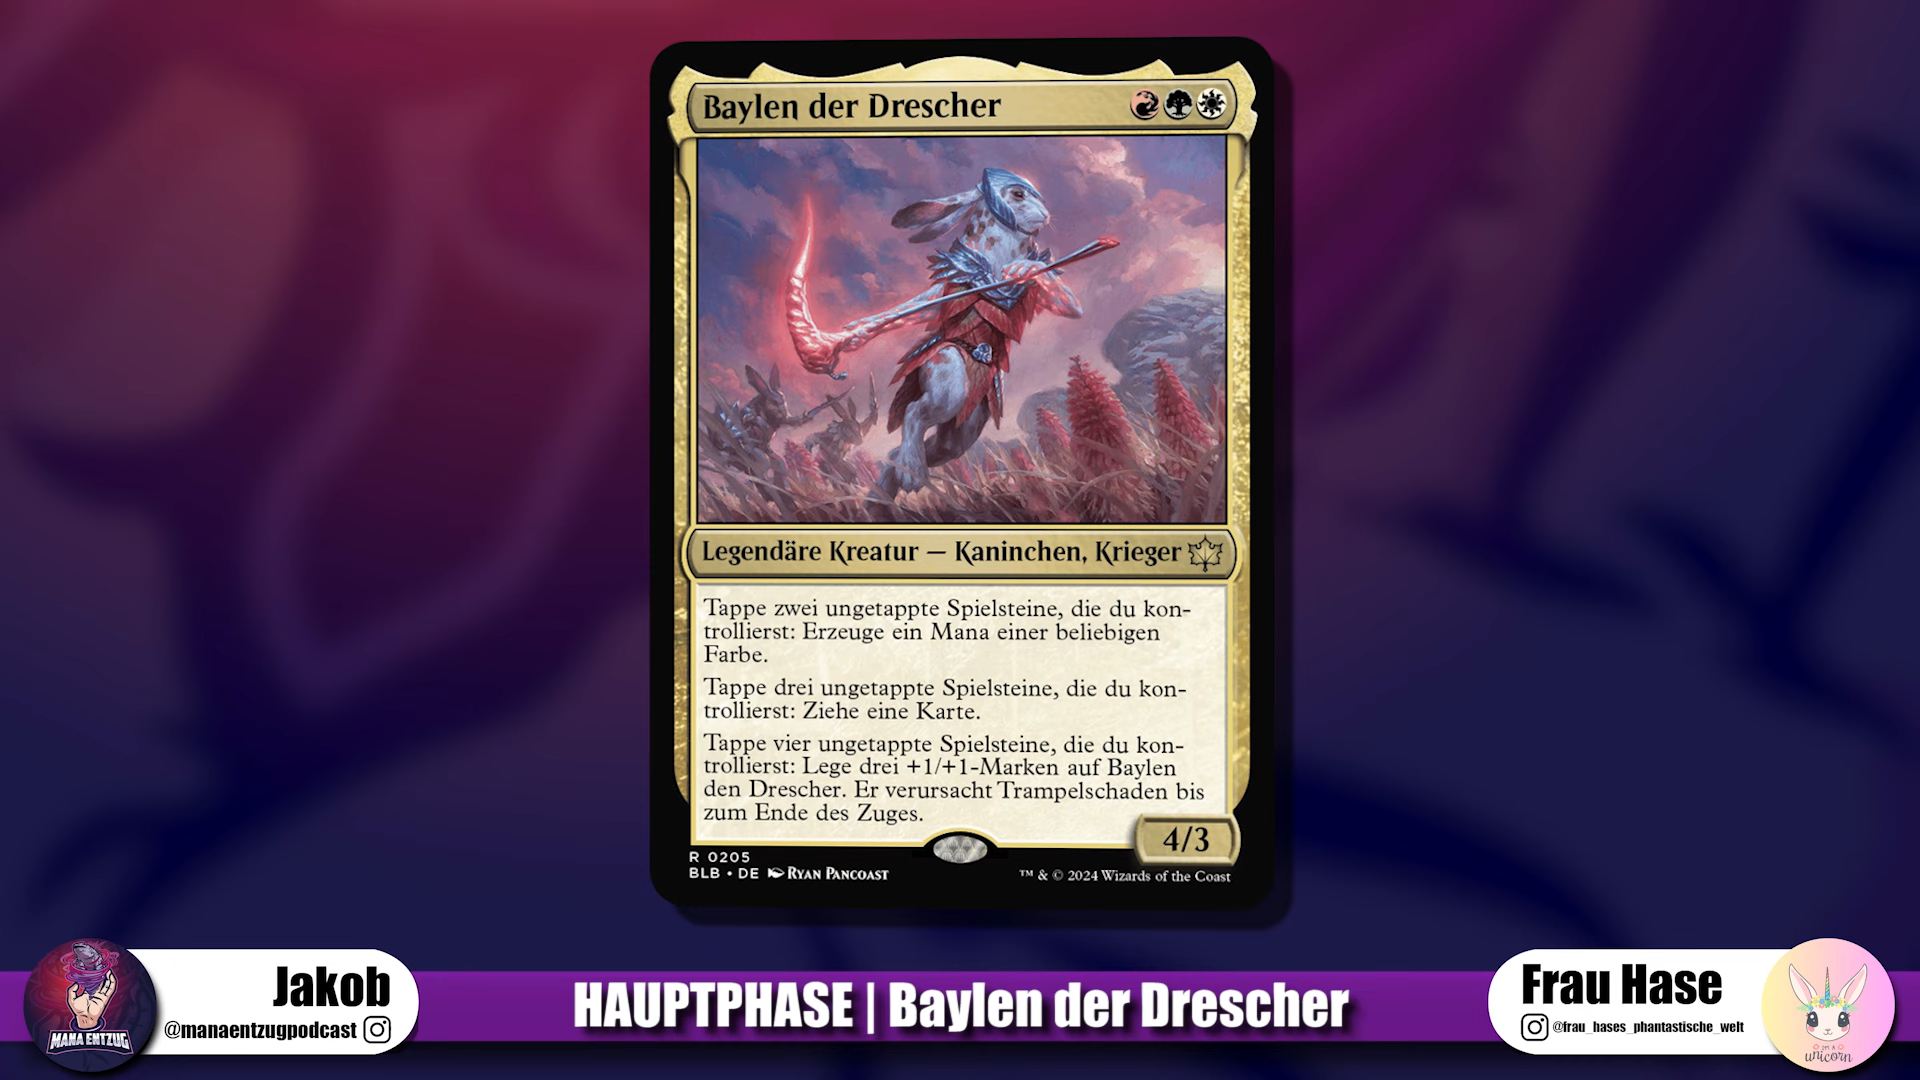 Baylen der Drescher
Legendäre Kreatur — Kaninchen, Krieger
Tappe zwei ungetappte Spielsteine, die du kon-
trollierst: Erzeuge ein Mana einer beliebigen
Farbe.
Tappe drei ungetappte Spielsteine, die du kon-
trollierst: Ziehe eine Karte.
Tappe vier ungetappte Spielsteine, die du kon-
trollierst: Lege drei +1/+1-Marken auf Baylen
den Drescher. Er verursacht Trampelschaden bis
zum Ende des Zuges.
4/3
R 0205
BLB • DE RYAN PANCOAST
™ & © 2024 Wizards of the Coast
MANA ENTZUG
Jakob
@manaentzugpodcast
HAUPTPHASE | Baylen der Drescher
Frau Hase
@frau_hases_phantastische_welt
I'M A
unicorn